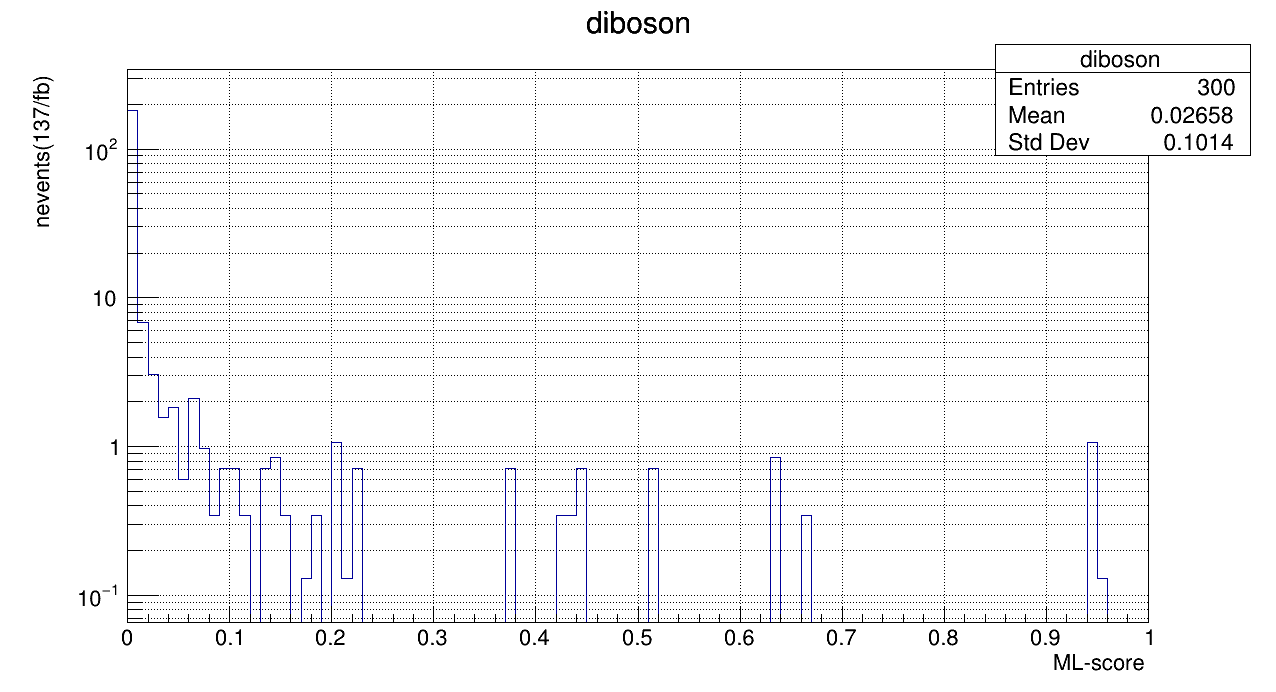 diboson
diboson
Entries 300
Mean 0.02658
Std Dev 0.1014
nevents(137/fb)
10²
10
1
10⁻¹
0 0.1 0.2 0.3 0.4 0.5 0.6 0.7 0.8 0.9 1
ML-score